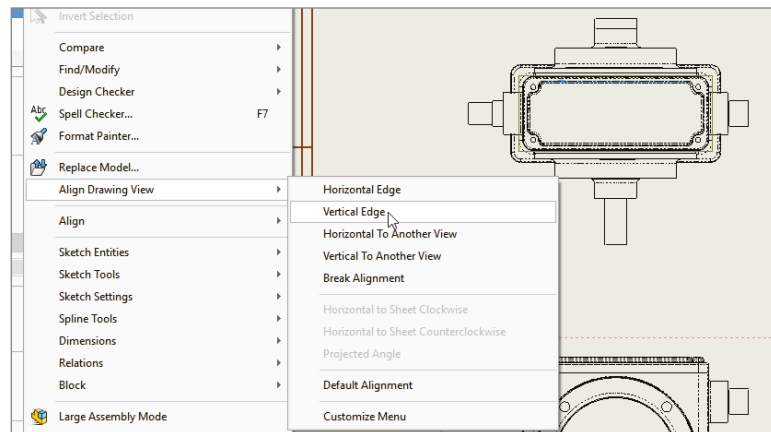 Invert Selection
Compare
Find/Modify
Design Checker
Abc Spell Checker... F7
Format Painter...
Replace Model...
Align Drawing View
Align
Sketch Entities
Sketch Tools
Sketch Settings
Spline Tools
Dimensions
Relations
Block
Large Assembly Mode
Horizontal Edge
Vertical Edge
Horizontal To Another View
Vertical To Another View
Break Alignment
Horizontal to Sheet Clockwise
Horizontal to Sheet Counterclockwise
Projected Angle
Default Alignment
Customize Menu